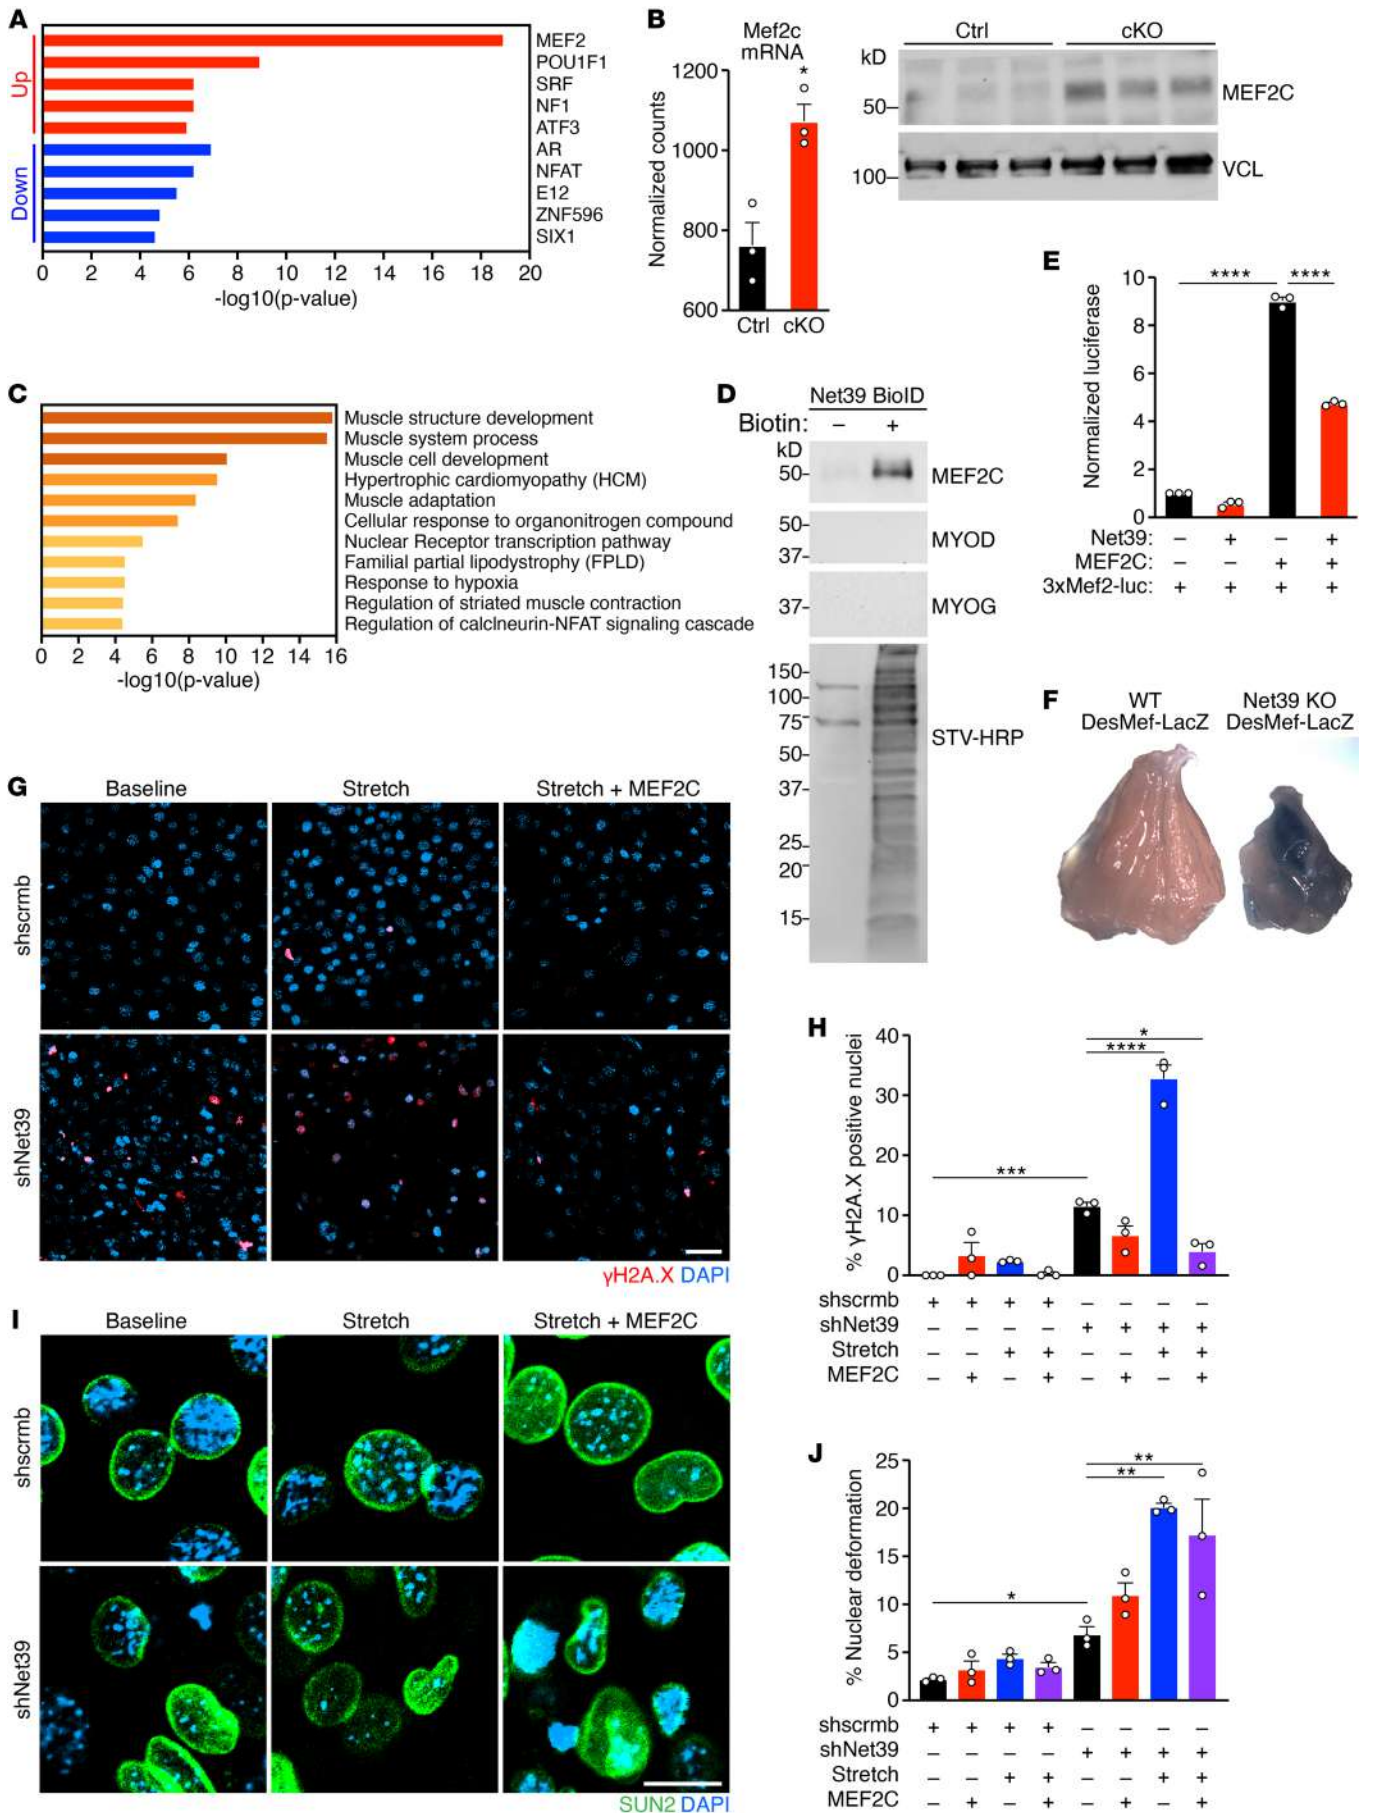 A
Up
Down
MEF2
POU1F1
SRF
NF1
ATF3
AR
NFAT
E12
ZNF596
SIX1
0 2 4 6 8 10 12 14 16 18 20
-log10(p-value)
B
Mef2c
mRNA
Normalized counts
1200
1000
800
600
*
Ctrl cKO
Ctrl cKO
kD
50
MEF2C
100
VCL
C
Muscle structure development
Muscle system process
Muscle cell development
Hypertrophic cardiomyopathy (HCM)
Muscle adaptation
Cellular response to organonitrogen compound
Nuclear Receptor transcription pathway
Familial partial lipodystrophy (FPLD)
Response to hypoxia
Regulation of striated muscle contraction
Regulation of calcIneurin-NFAT signaling cascade
0 2 4 6 8 10 12 14 16
-log10(p-value)
D
Net39 BioID
Biotin: – +
kD
50
MEF2C
50
37
MYOD
37
MYOG
150
100
75
50
37
25
20
15
STV-HRP
E
Normalized luciferase
10
8
6
4
2
0
**** ****
Net39: – + – +
MEF2C: – – + +
3xMef2-luc: + + + +
F
WT
DesMef-LacZ
Net39 KO
DesMef-LacZ
G
Baseline Stretch Stretch + MEF2C
shscrmb
shNet39
γH2A.X DAPI
H
% γH2A.X positive nuclei
40
30
20
10
0
*
****
***
shscrmb + + + + – – – –
shNet39 – – – – + + + +
Stretch – – + + – – + +
MEF2C – + – + – + – +
I
Baseline Stretch Stretch + MEF2C
shscrmb
shNet39
SUN2 DAPI
J
% Nuclear deformation
25
20
15
10
5
0
**
**
*
shscrmb + + + + – – – –
shNet39 – – – – + + + +
Stretch – – + + – – + +
MEF2C – + – + – + – +